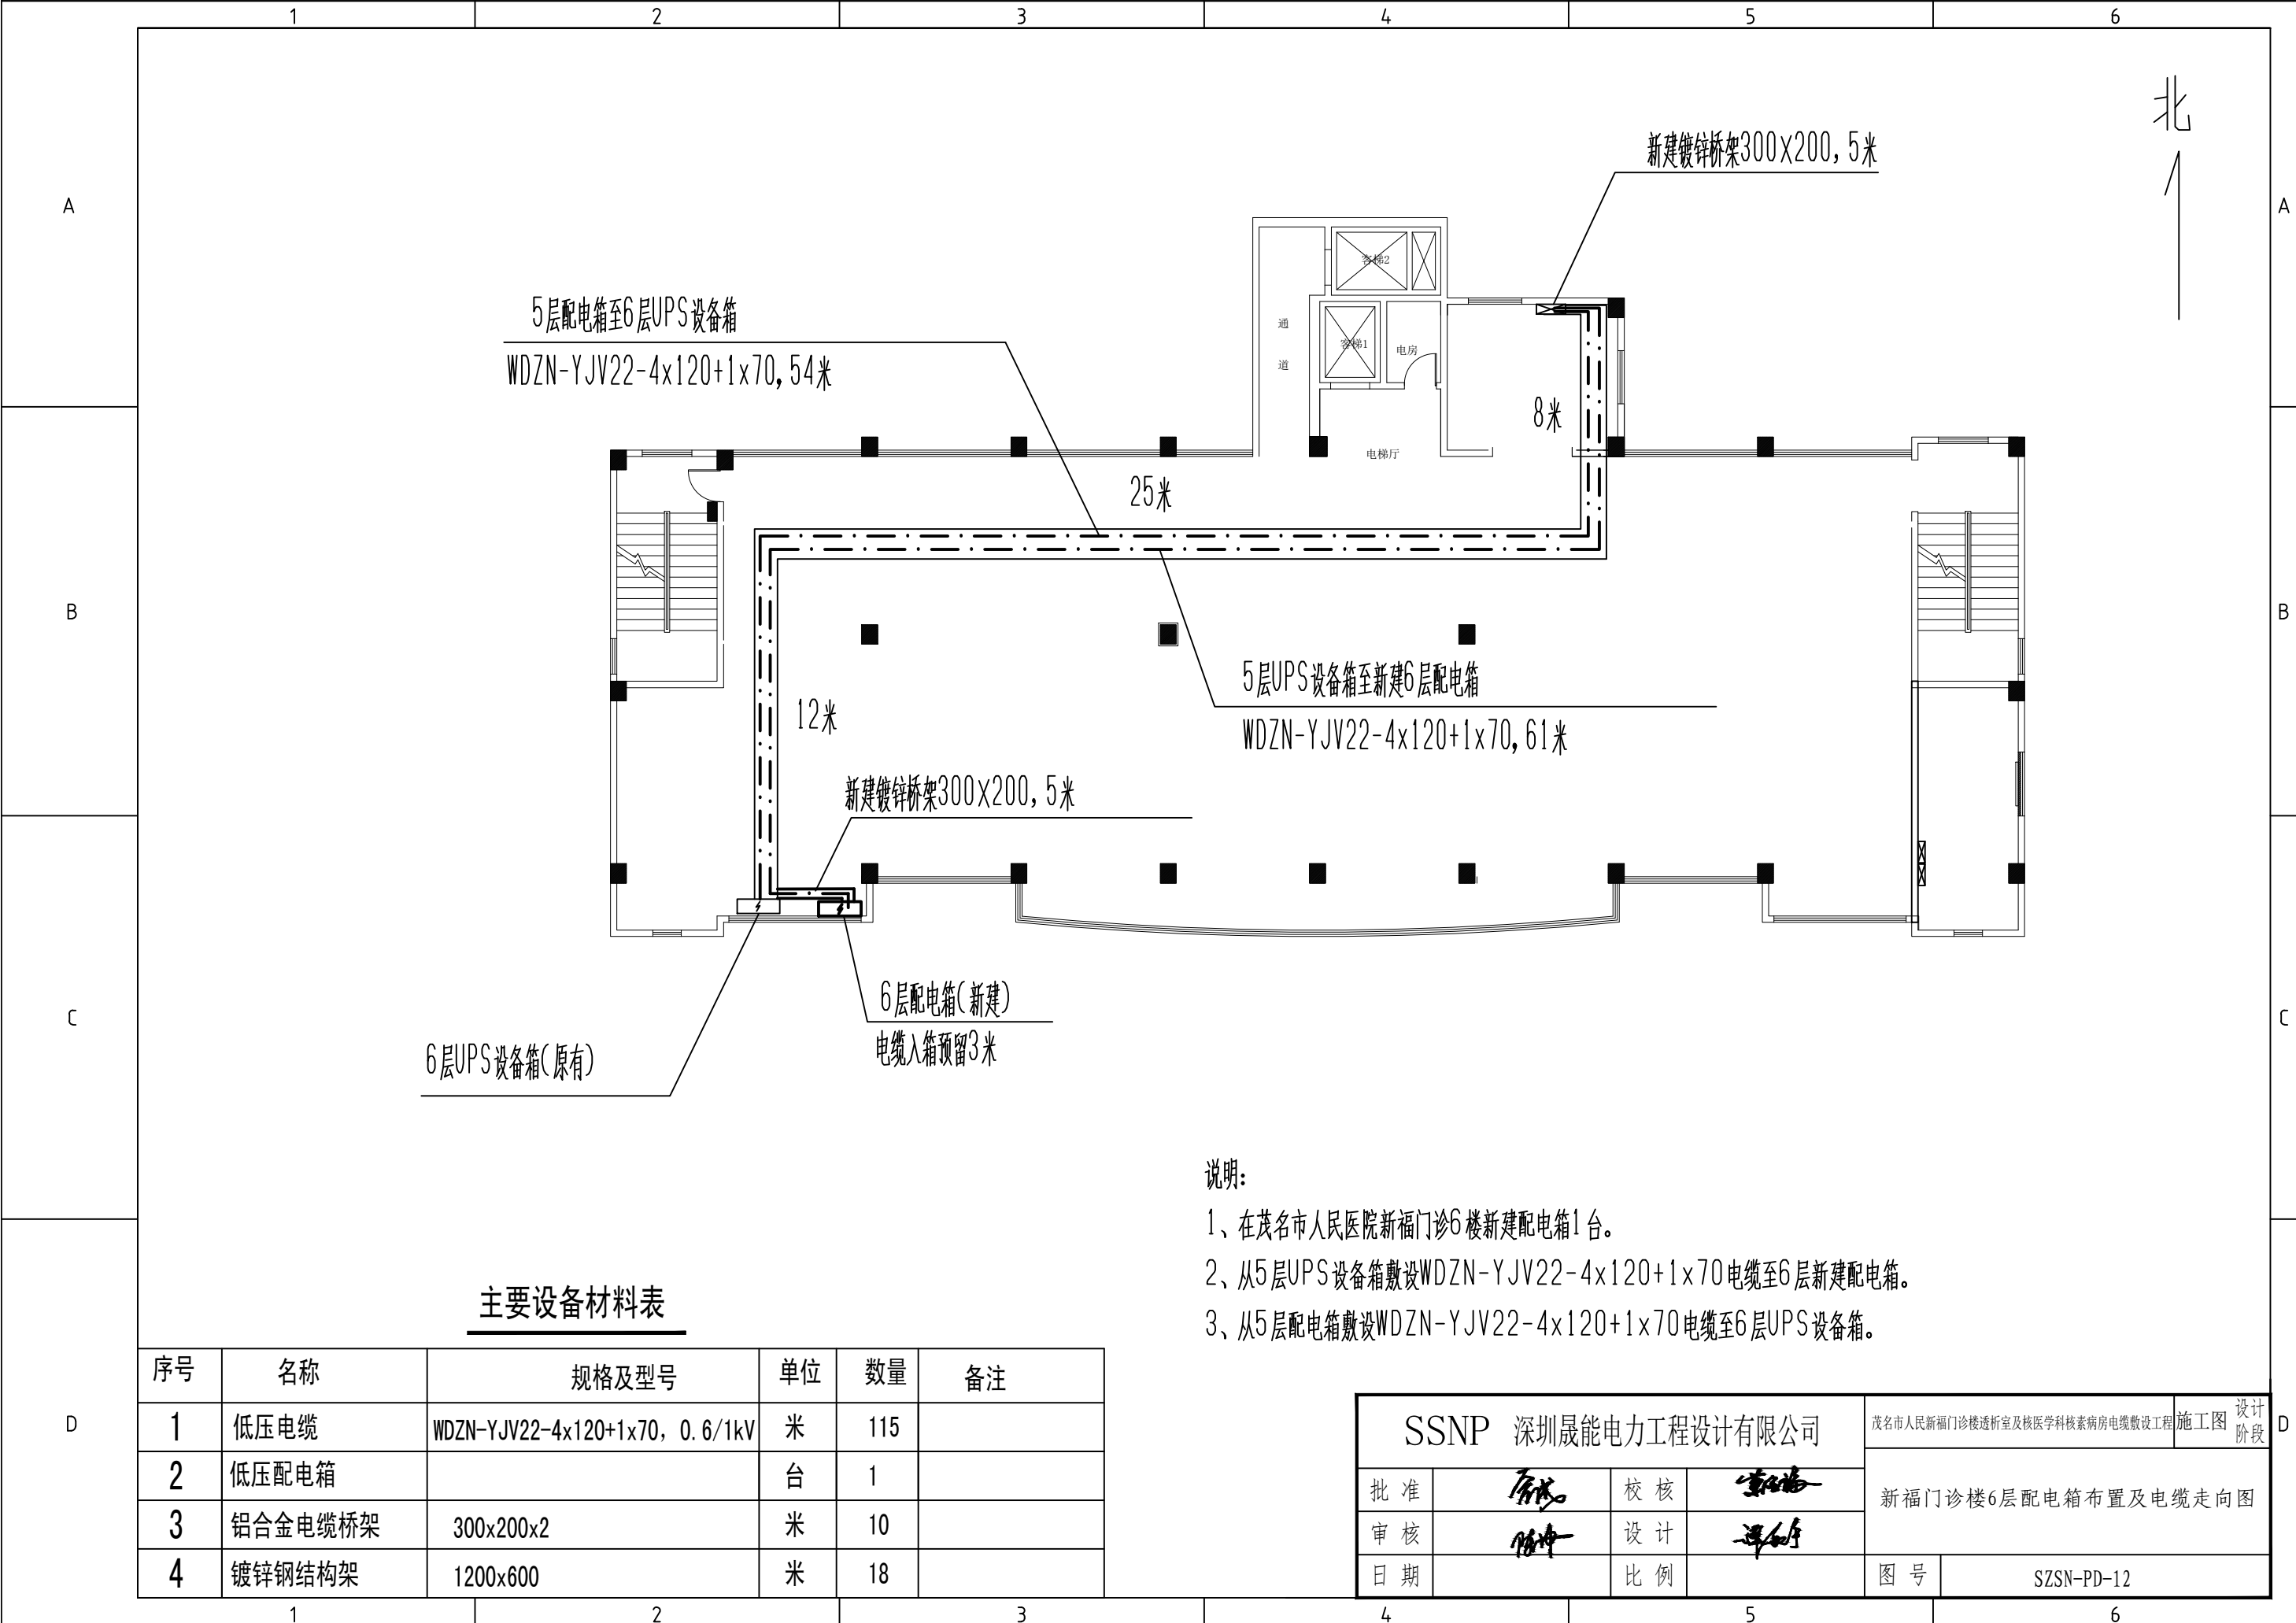 1 2 3 4 5 6
北
新建镀锌桥架300X200,5米
A A
客梯2
5层配电箱至6层UPS设备箱
通
道
客梯1
电房
WDZN-YJV22-4x120+1x70,54米
8米
电梯厅
25米
B B
5层UPS设备箱至新建6层配电箱
12米
WDZN-YJV22-4x120+1x70,61米
新建镀锌桥架300X200,5米
6层配电箱(新建)
电缆入箱预留3米
C C
6层UPS设备箱(原有)
说明:
1、在茂名市人民医院新福门诊6楼新建配电箱1台。
2、从5层UPS设备箱敷设WDZN-YJV22-4x120+1x70电缆至6层新建配电箱。
3、从5层配电箱敷设WDZN-YJV22-4x120+1x70电缆至6层UPS设备箱。
主要设备材料表
序号 名称 规格及型号 单位 数量 备注
1 低压电缆 WDZN-YJV22-4x120+1x70, 0.6/1kV 米 115
2 低压配电箱 台 1
3 铝合金电缆桥架 300x200x2 米 10
4 镀锌钢结构架 1200x600 米 18
D D
SSNP 深圳晟能电力工程设计有限公司
茂名市人民新福门诊楼透析室及核医学科核素病房电缆敷设工程 施工图 设计
阶段
批 准 校 核
新福门诊楼6层配电箱布置及电缆走向图
审 核 设 计
日 期 比 例 图 号 SZSN-PD-12
1 2 3 4 5 6